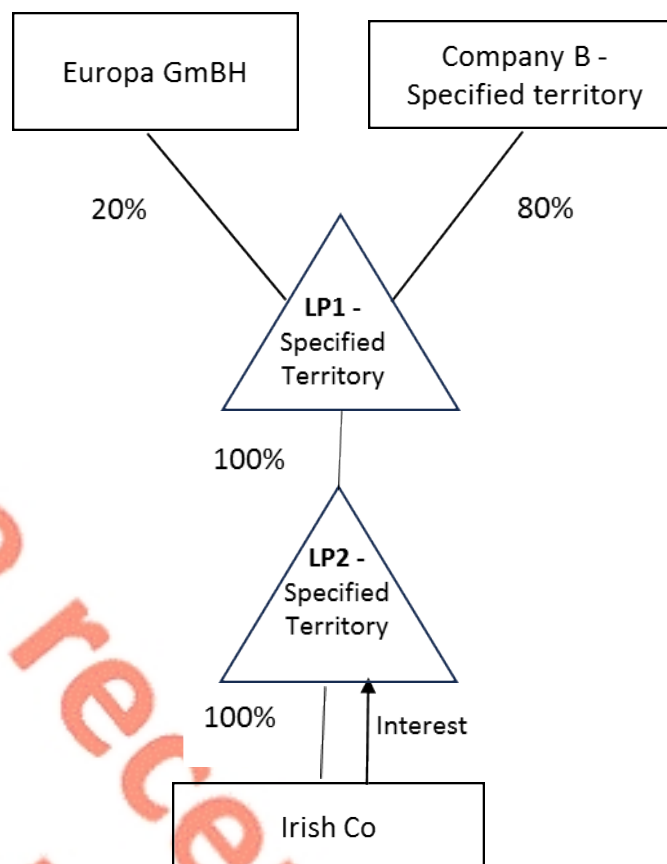 Europa GmBH
Company B -
Specified territory
20%
80%
LP1 -
Specified
Territory
100%
LP2 -
Specified
Territory
100%
Interest
Irish Co